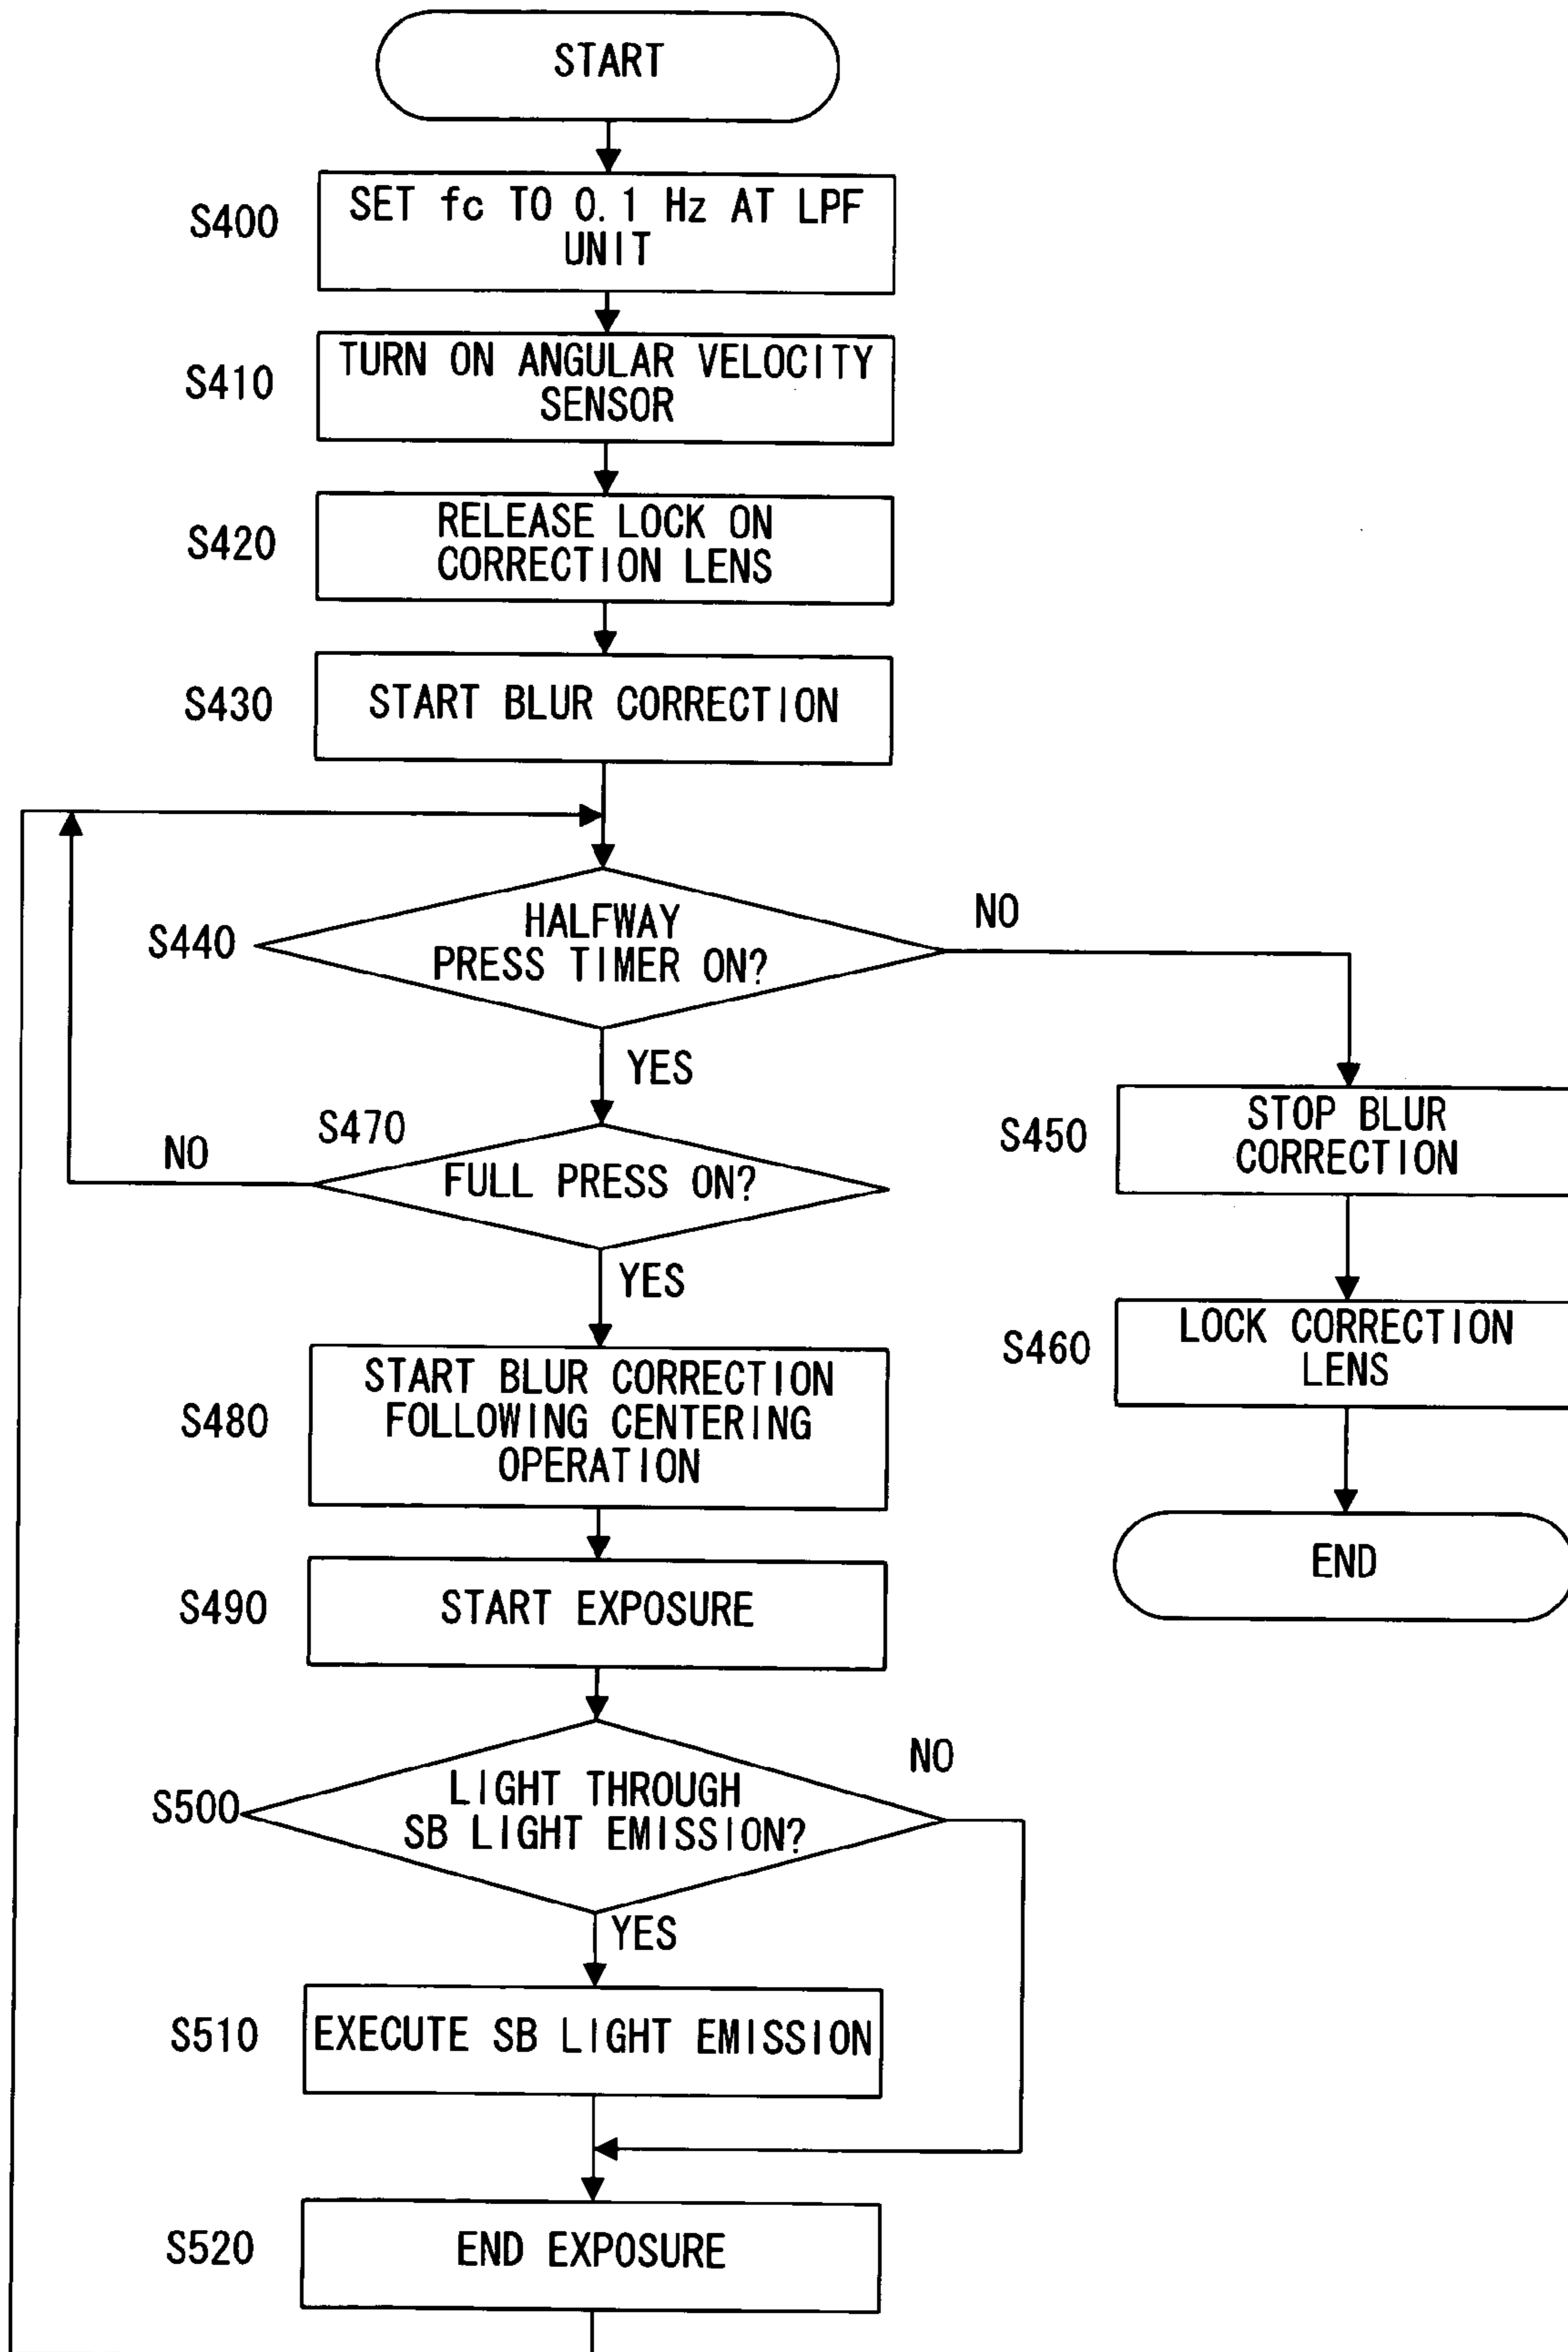 START
S400
SET fc TO 0.1 Hz AT LPF
UNIT
S410
TURN ON ANGULAR VELOCITY
SENSOR
S420
RELEASE LOCK ON
CORRECTION LENS
S430
START BLUR CORRECTION
S440
HALFWAY
PRESS TIMER ON?
NO
YES
S450
STOP BLUR
CORRECTION
S460
LOCK CORRECTION
LENS
END
S470
FULL PRESS ON?
NO
YES
S480
START BLUR CORRECTION
FOLLOWING CENTERING
OPERATION
S490
START EXPOSURE
S500
LIGHT THROUGH
SB LIGHT EMISSION?
NO
YES
S510
EXECUTE SB LIGHT EMISSION
S520
END EXPOSURE